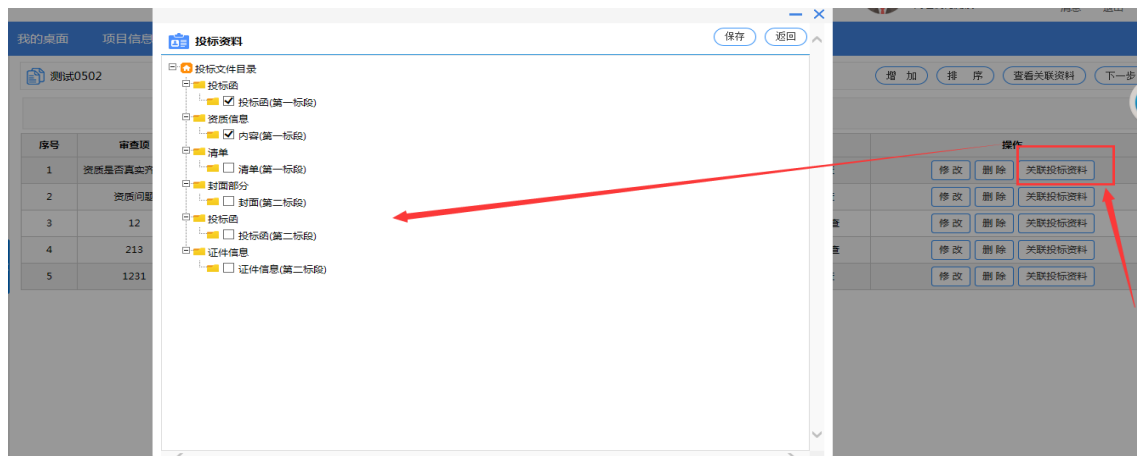 消息 退出
我的桌面 项目信息
投标资料 保存 返回
测试0502 增 加 排 序 查看关联资料 下一步
投标文件目录
投标函
投标函(第一标段)
资质信息
内容(第一标段)
清单
清单(第一标段)
封面部分
封面(第二标段)
投标函
投标函(第二标段)
证件信息
证件信息(第二标段)
序号 审查项 操作
1 资质是否真实齐 修 改 删 除 关联投标资料
2 资质问题 修 改 删 除 关联投标资料
3 12 查 修 改 删 除 关联投标资料
4 213 查 修 改 删 除 关联投标资料
5 1231 修 改 删 除 关联投标资料